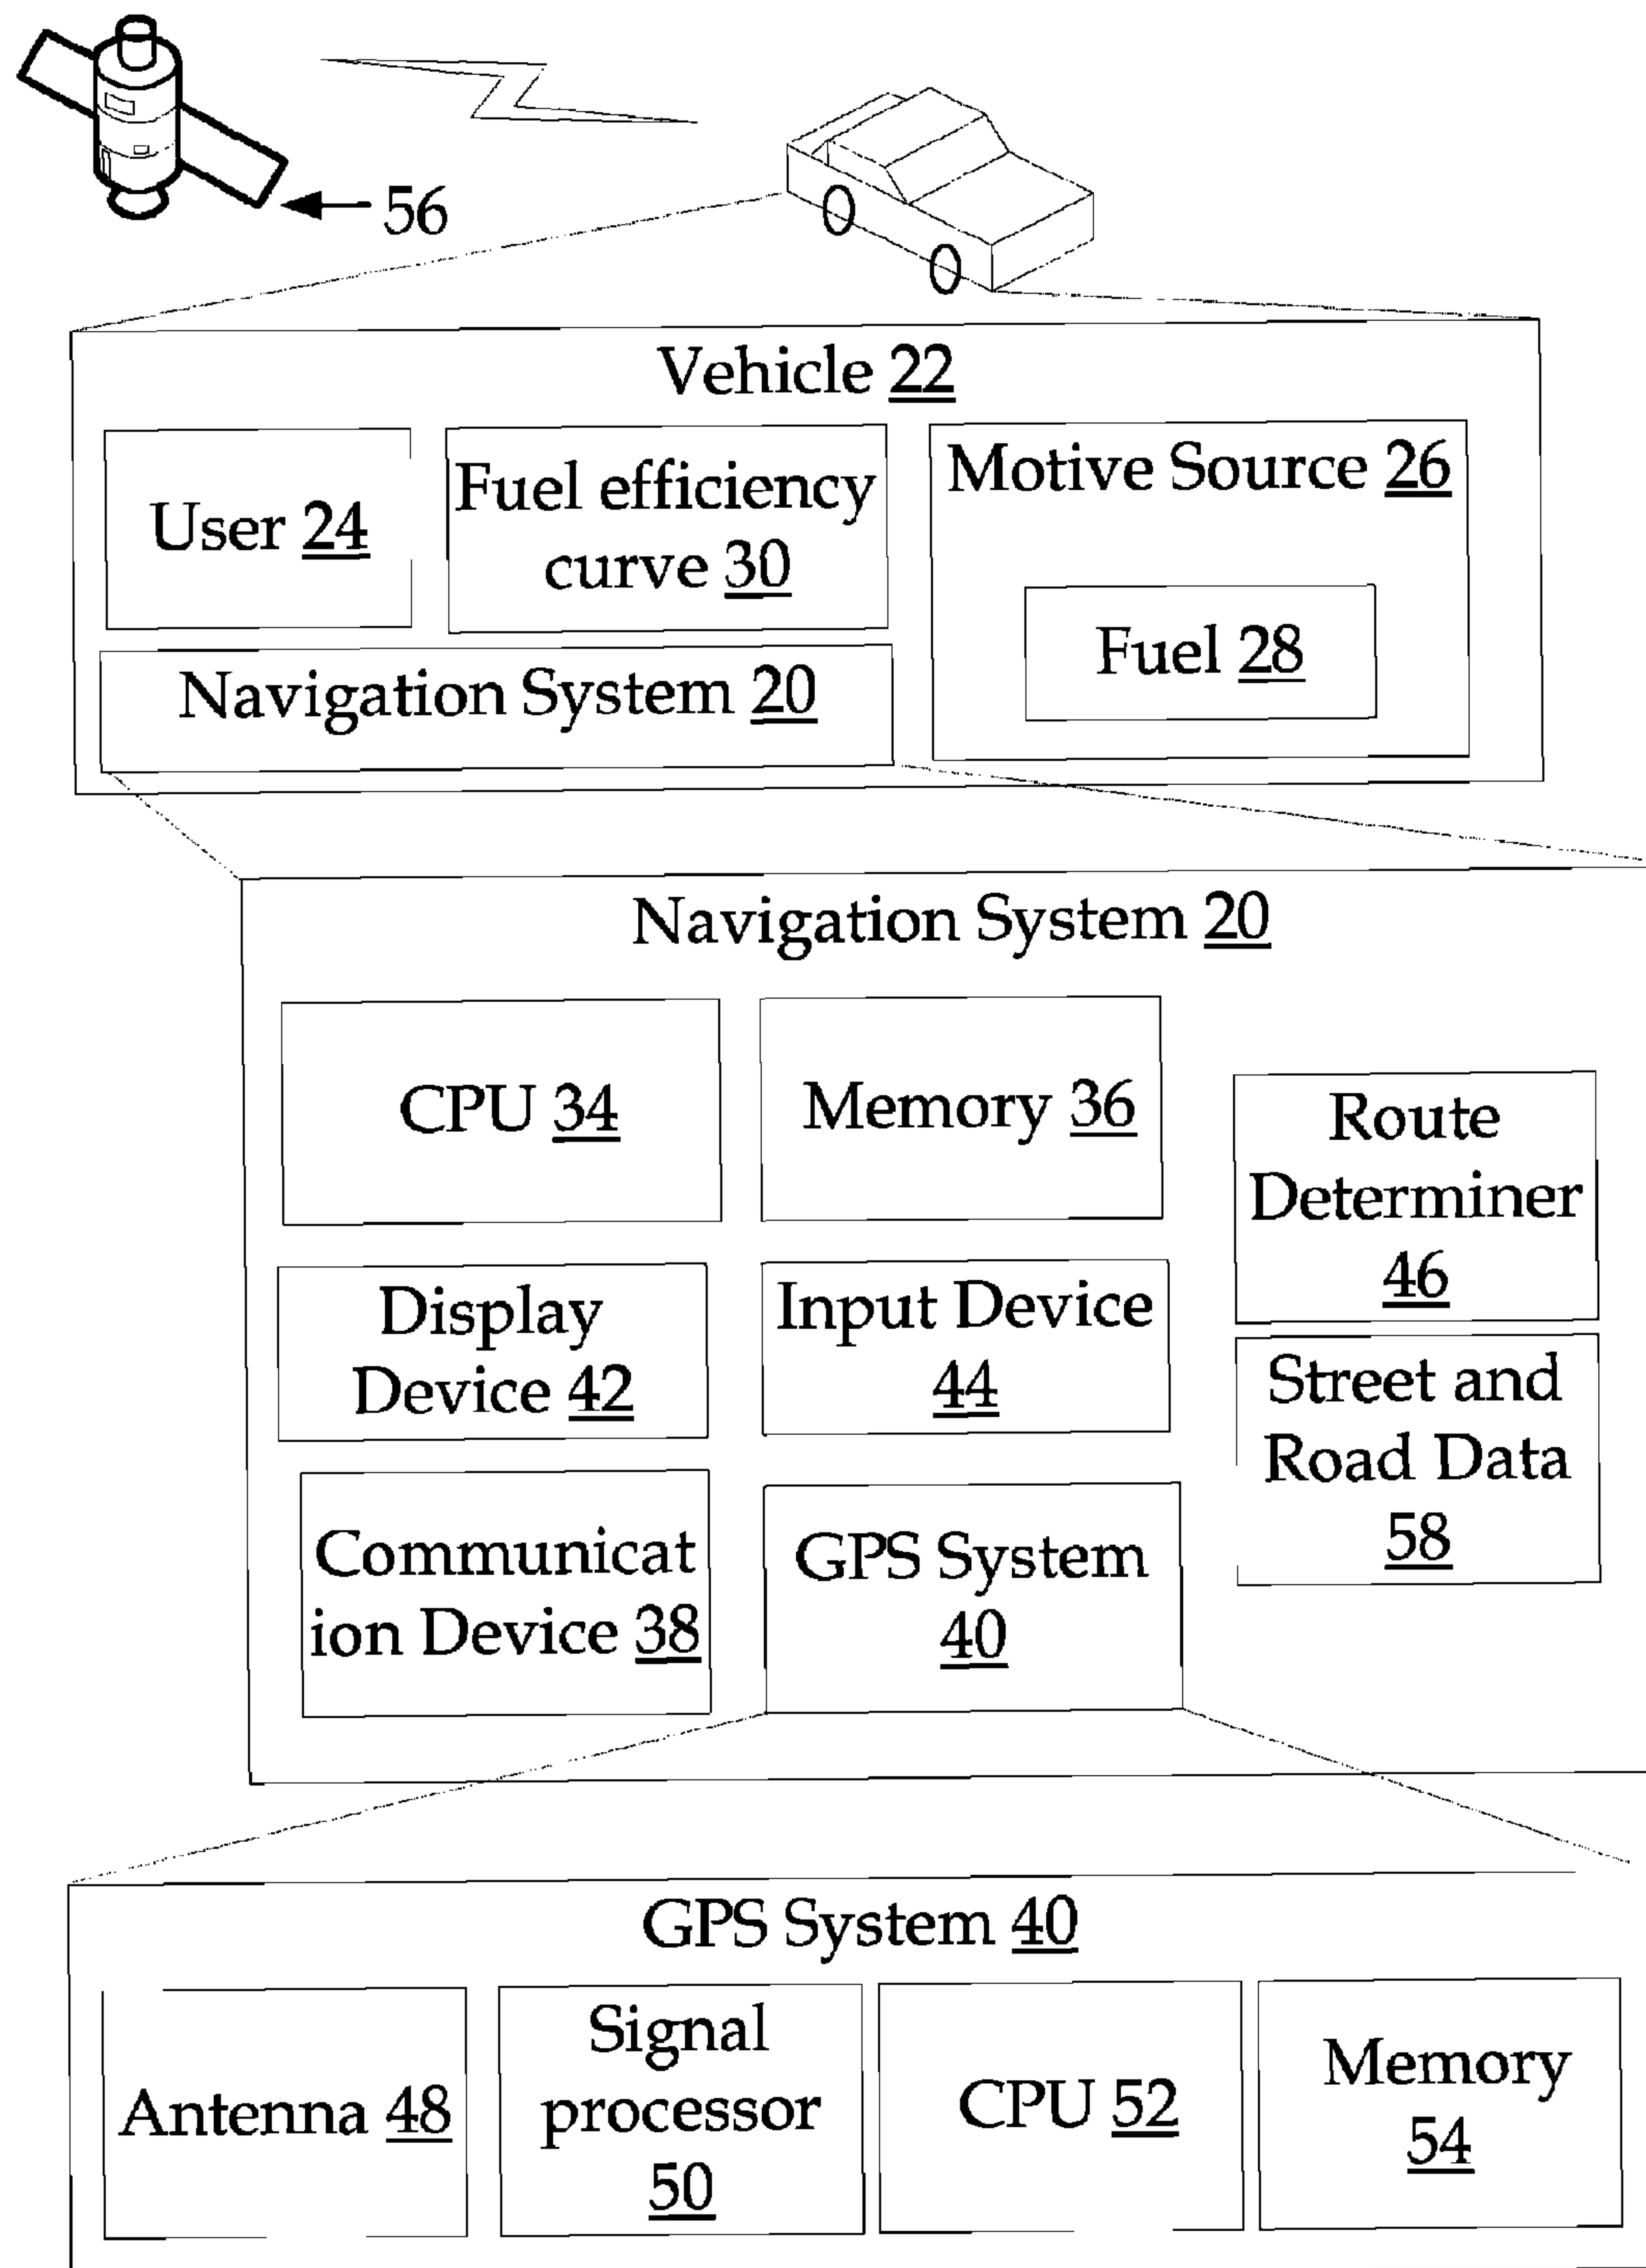 56
Vehicle 22
User 24
Fuel efficiency
curve 30
Motive Source 26
Fuel 28
Navigation System 20
Navigation System 20
CPU 34
Memory 36
Route
Determiner
46
Display
Device 42
Input Device
44
Street and
Road Data
58
Communicat
ion Device 38
GPS System
40
GPS System 40
Antenna 48
Signal
processor
50
CPU 52
Memory
54